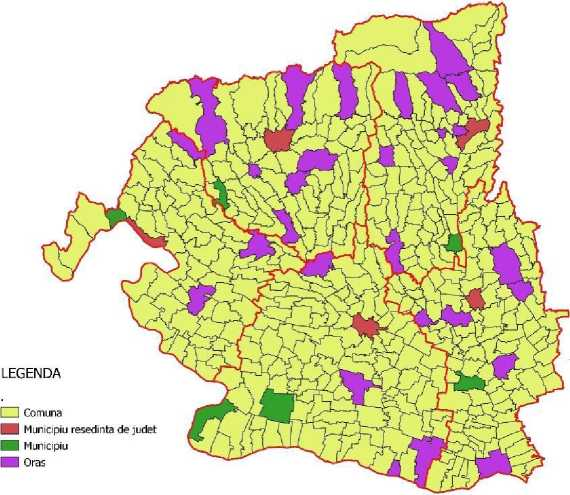 LEGENDA
.
Comuna
Municipiu resedinta de judet
Municipiu
Oras